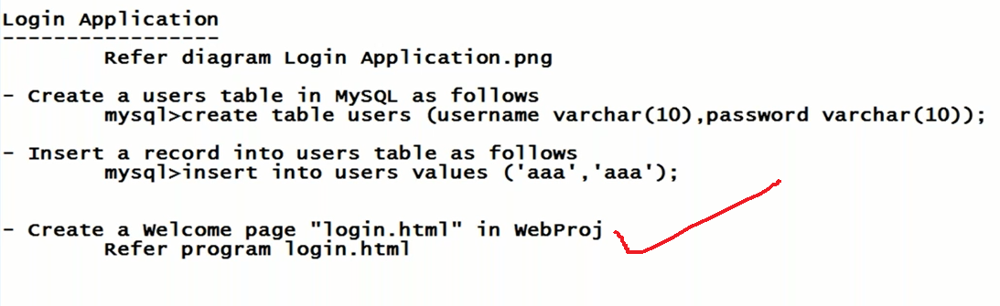 Login Application
-----------------
Refer diagram Login Application.png
- Create a users table in MySQL as follows
mysql>create table users (username varchar(10),password varchar(10));
- Insert a record into users table as follows
mysql>insert into users values ('aaa','aaa');
- Create a Welcome page "login.html" in WebProj
Refer program login.html